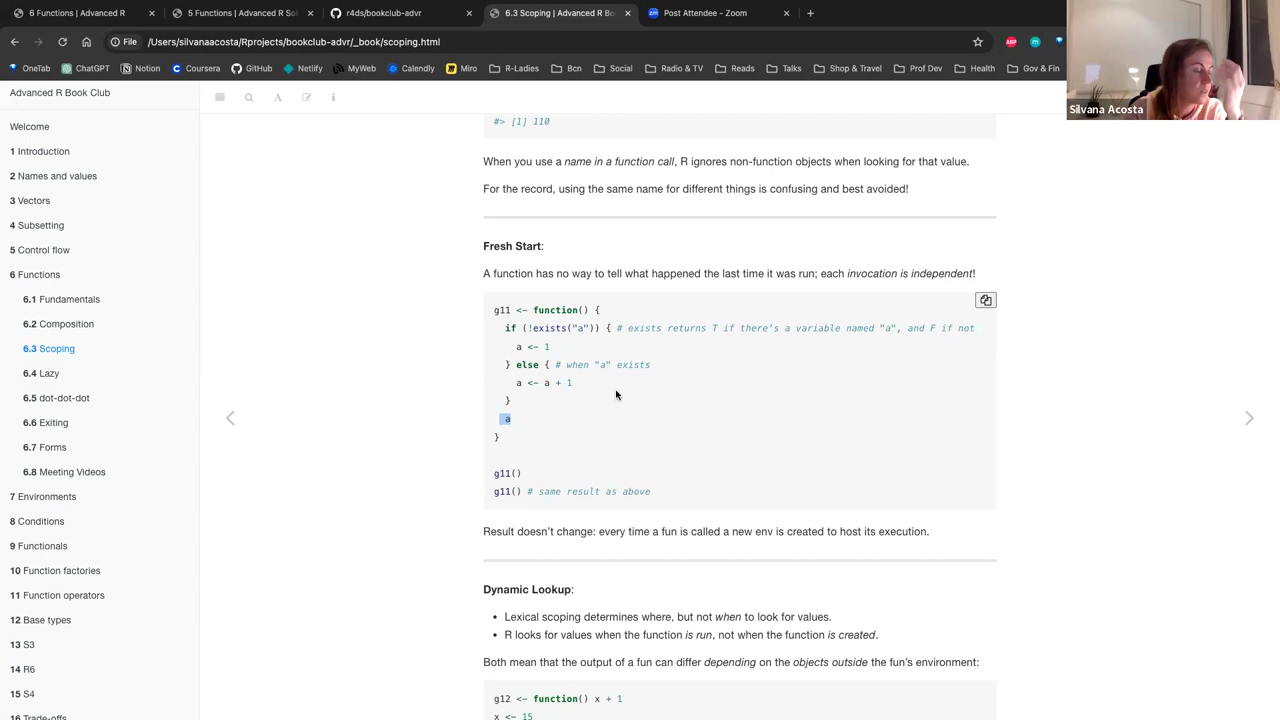 6 Functions | Advanced R
5 Functions | Advanced R Sol
r4ds/bookclub-advr
6.3 Scoping | Advanced R Bo
Post Attendee - Zoom
File /Users/silvanaacosta/Rprojects/bookclub-advr/_book/scoping.html
OneTab ChatGPT Notion Coursera GitHub Netlify MyWeb Calendly Miro R-Ladies Bcn Social Radio & TV Reads Talks Shop & Travel Prof Dev Health Gov & Fin
Silvana Acosta
Advanced R Book Club
Welcome
1 Introduction
2 Names and values
3 Vectors
4 Subsetting
5 Control flow
6 Functions
6.1 Fundamentals
6.2 Composition
6.3 Scoping
6.4 Lazy
6.5 dot-dot-dot
6.6 Exiting
6.7 Forms
6.8 Meeting Videos
7 Environments
8 Conditions
9 Functionals
10 Function factories
11 Function operators
12 Base types
13 S3
14 R6
15 S4
16 Trade-offs
#> [1] 110
When you use a name in a function call, R ignores non-function objects when looking for that value.
For the record, using the same name for different things is confusing and best avoided!
Fresh Start:
A function has no way to tell what happened the last time it was run; each invocation is independent!
g11 <- function() {
if (!exists("a")) { # exists returns T if there's a variable named "a", and F if not
a <- 1
} else { # when "a" exists
a <- a + 1
}
a
}
g11()
g11() # same result as above
Result doesn't change: every time a fun is called a new env is created to host its execution.
Dynamic Lookup:
• Lexical scoping determines where, but not when to look for values.
• R looks for values when the function is run, not when the function is created.
Both mean that the output of a fun can differ depending on the objects outside the fun's environment:
g12 <- function() x + 1
x <- 15